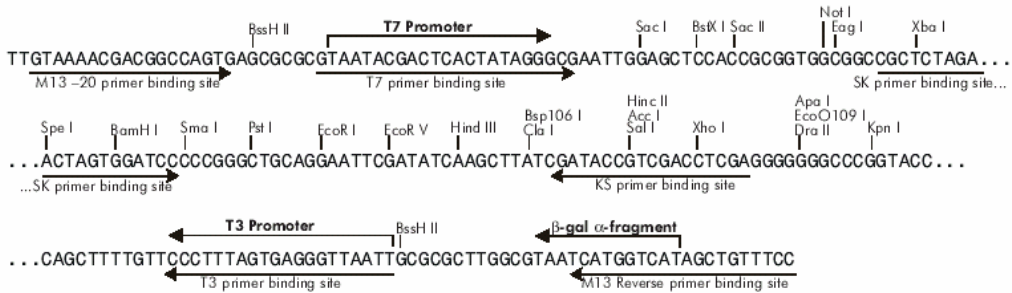 T7 Promoter
BssH II
Sac I
BstX I
Sac II
Not I
Eag I
Xba I
TTGTAAAACGACGGCCAGTGAGCGCGCGTAATACGACTCACTATAGGGCGAATTGGAGCTCCACCGCGGTGGCGGCCGCTCTAGA...
M13 –20 primer binding site
T7 primer binding site
SK primer binding site...
Spe I
BamH I
Sma I
Pst I
EcoR I
EcoR V
Hind III
Bsp106 I
Cla I
Hinc II
Acc I
Sal I
Xho I
Apa I
EcoO109 I
Dra II
Kpn I
...ACTAGTGGATCCCCCGGGCTGCAGGAATTCGATATCAAGCTTATCGATACCGTCGACCTCGAGGGGGGGCCCGGTACC...
...SK primer binding site
KS primer binding site
T3 Promoter
BssH II
β-gal α-fragment
...CAGCTTTTGTTCCCTTTAGTGAGGGTTAATTGCGCGCTTGGCGTAATCATGGTCATAGCTGTTTCC
T3 primer binding site
M13 Reverse primer binding site